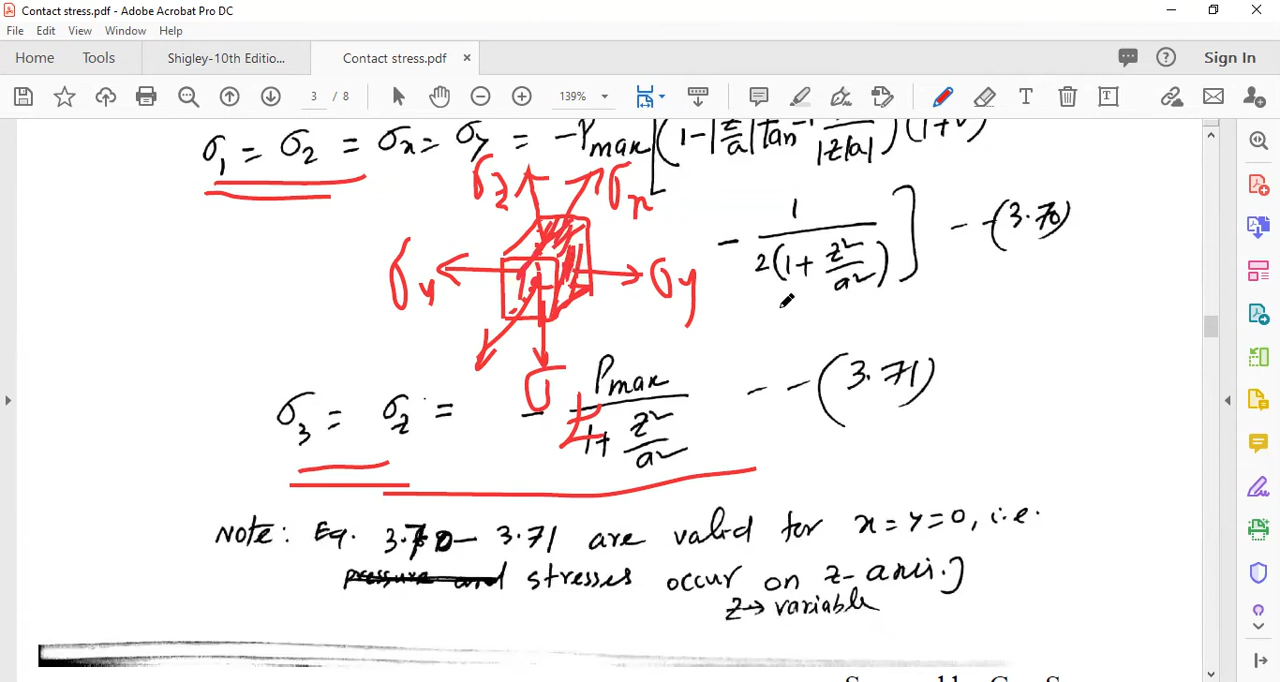 Contact stress.pdf - Adobe Acrobat Pro DC
File Edit View Window Help
Home Tools Shigley-10th Editio... Contact stress.pdf × Sign In
3 / 8 139%
σ₁ = σ₂ = σx = σy = -Pmax[(1-|z/a| tan⁻¹ 1/|z/a|)(1+ν)
σz σx
- 1/2(1+z²/a²)] --(3.70)
σy σy
σz
σ₃ = σz = - Pmax/1+z²/a² --(3.71)
Note: Eq. 3.70- 3.71 are valid for x=y=0, i.e.
pressure and stresses occur on z-axis.]
z→variable